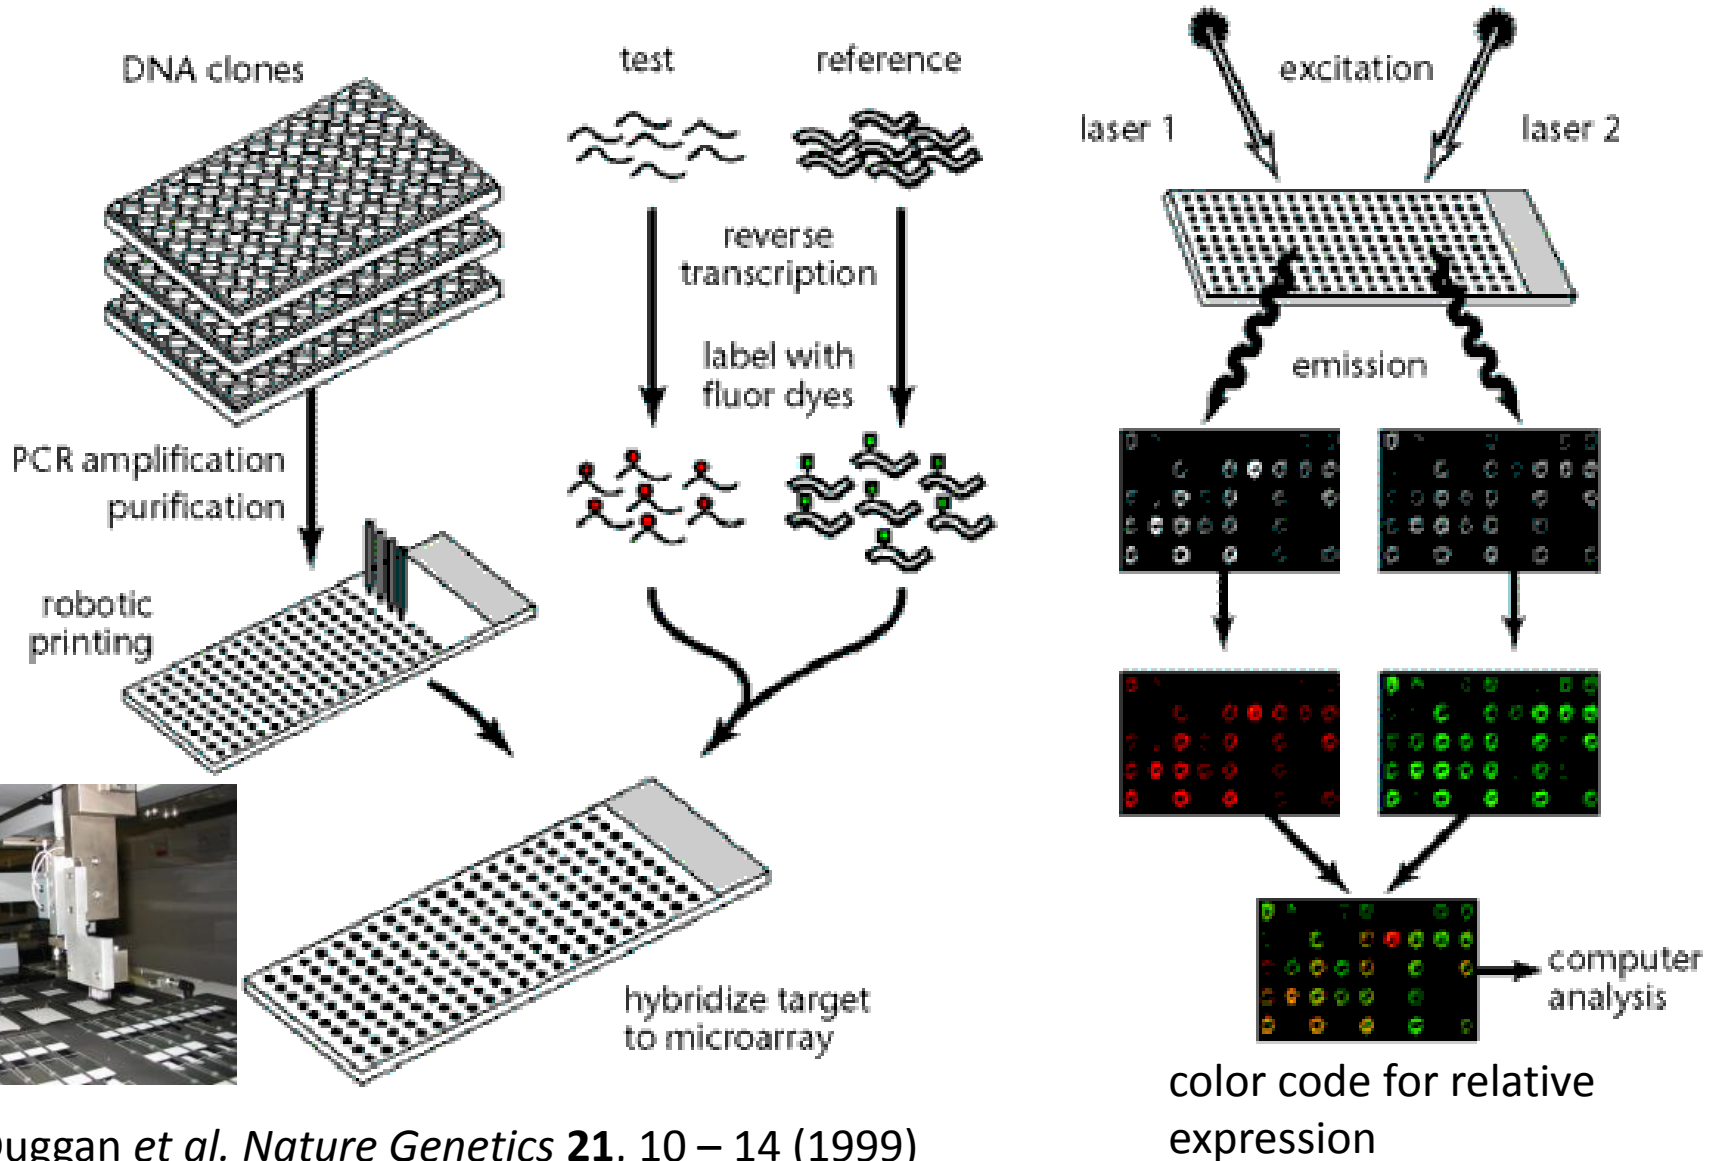 DNA clones
PCR amplification
purification
robotic
printing
test
reference
reverse
transcription
label with
fluor dyes
hybridize target
to microarray
excitation
laser 1
laser 2
emission
computer
analysis
color code for relative
expression
uggan et al. Nature Genetics 21, 10 – 14 (1999)